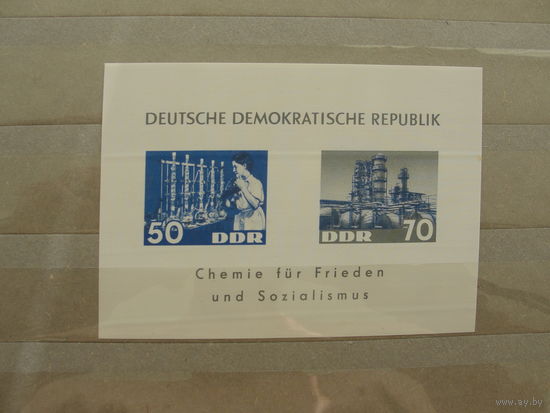 DEUTSCHE DEMOKRATISCHE REPUBLIK
50 DDR
DDR 70
Chemie für Frieden
und Sozialismus
www.ay.by